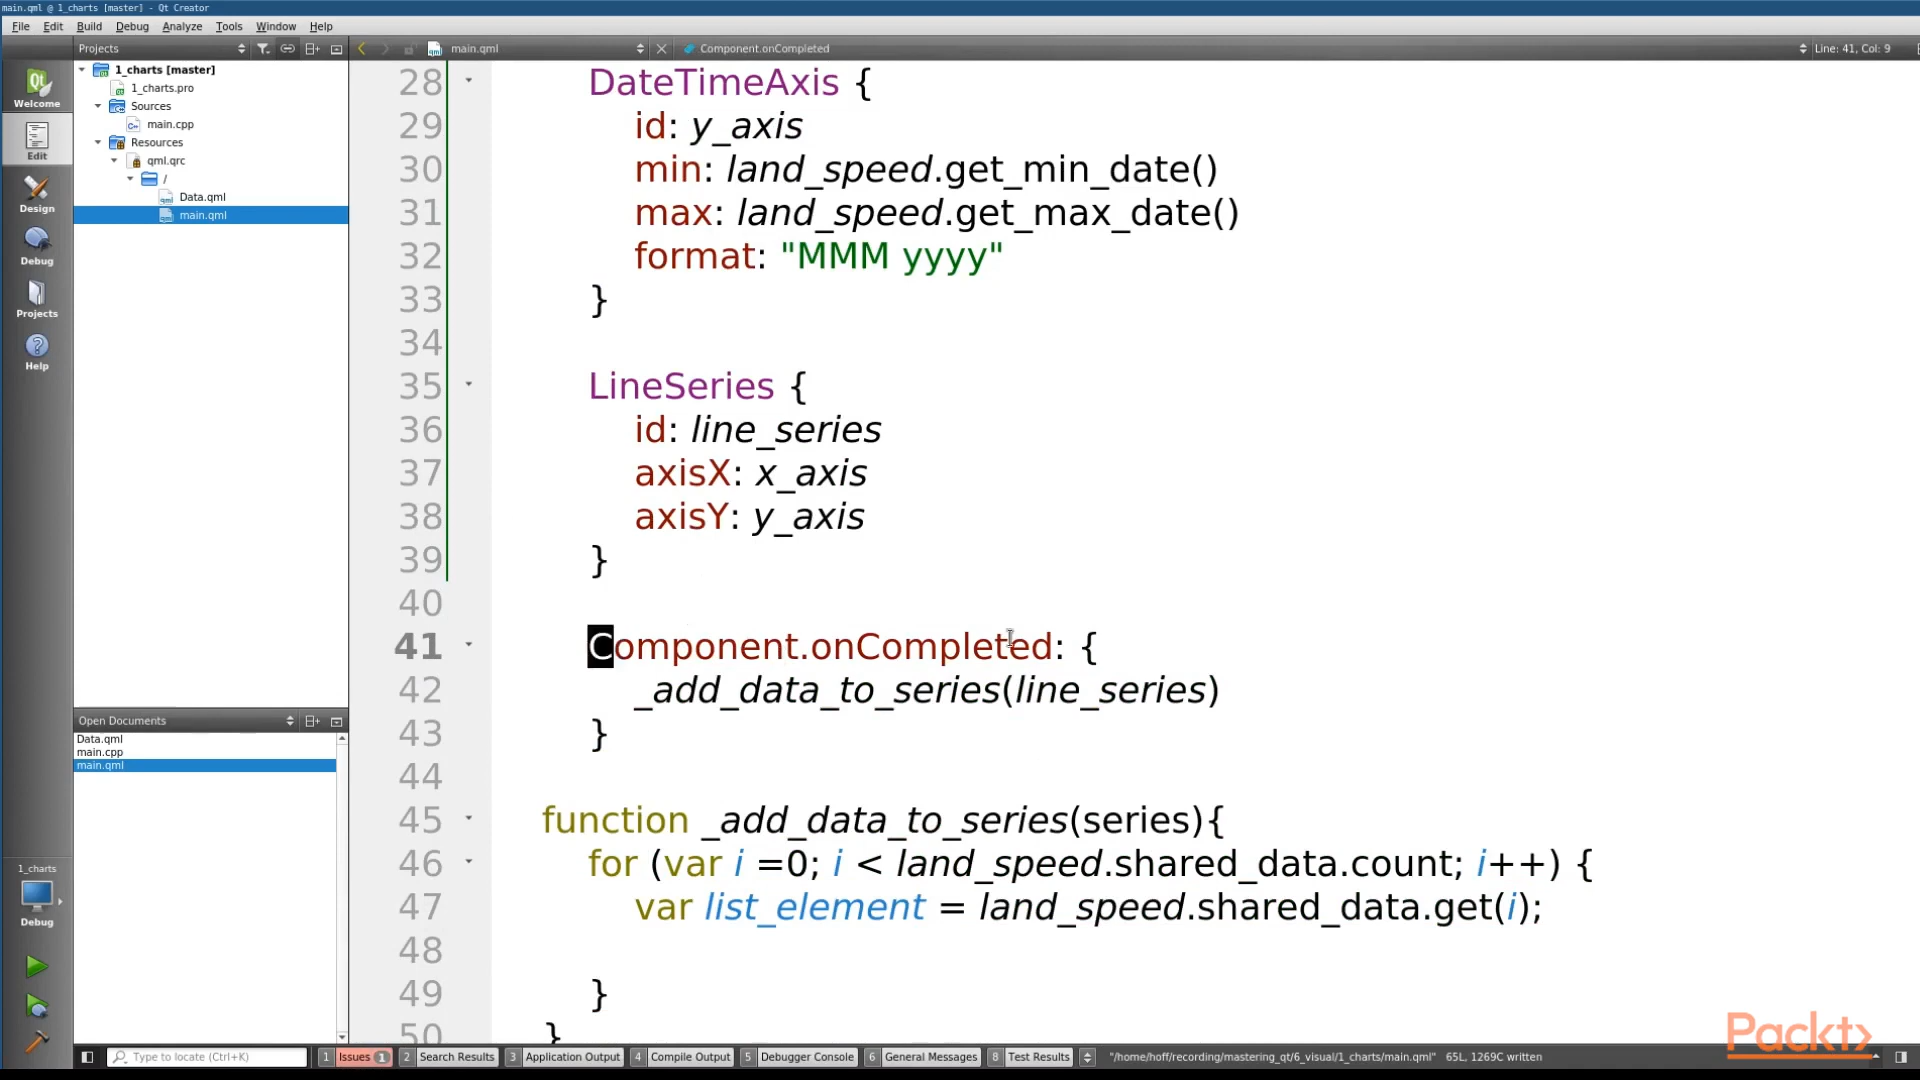 main.qml @ 1_charts [master] - Qt Creator
File Edit Build Debug Analyze Tools Window Help
Projects
main.qml
Component.onCompleted
Line: 41, Col: 9
Welcome
Edit
Design
Debug
Projects
Help
1_charts
Debug
1_charts [master]
1_charts.pro
Sources
main.cpp
Resources
qml.qrc
/
Data.qml
main.qml
Open Documents
Data.qml
main.cpp
main.qml
28 DateTimeAxis {
29 id: y_axis
30 min: land_speed.get_min_date()
31 max: land_speed.get_max_date()
32 format: "MMM yyyy"
33 }
34
35 LineSeries {
36 id: line_series
37 axisX: x_axis
38 axisY: y_axis
39 }
40
41 Component.onCompleted: {
42 _add_data_to_series(line_series)
43 }
44
45 function _add_data_to_series(series){
46 for (var i =0; i < land_speed.shared_data.count; i++) {
47 var list_element = land_speed.shared_data.get(i);
48
49 }
50 }
Packt>
Type to locate (Ctrl+K) 1 Issues 1 2 Search Results 3 Application Output 4 Compile Output 5 Debugger Console 6 General Messages 8 Test Results "/home/hoff/recording/mastering_qt/6_visual/1_charts/main.qml" 65L, 1269C written